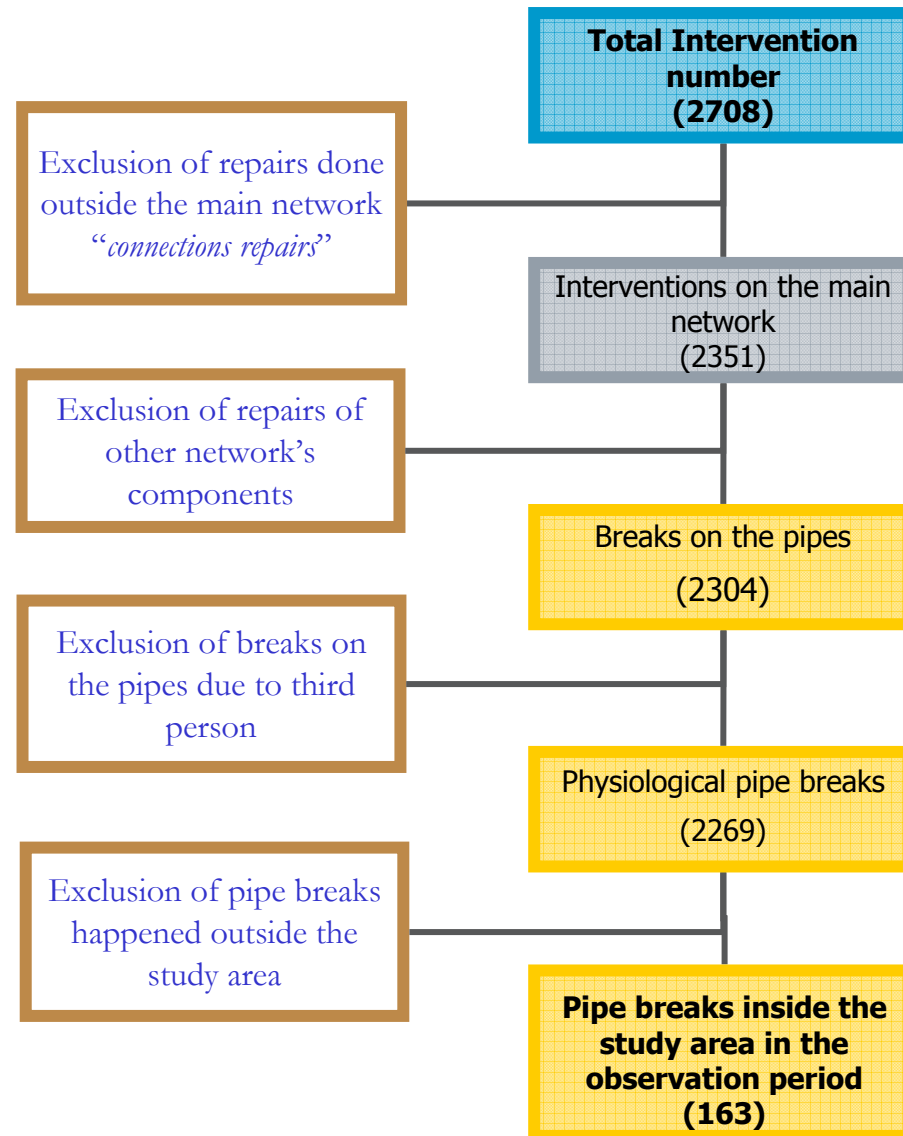 Total Intervention
number
(2708)
Exclusion of repairs done
outside the main network
“connections repairs”
Interventions on the main
network
(2351)
Exclusion of repairs of
other network’s
components
Breaks on the pipes
(2304)
Exclusion of breaks on
the pipes due to third
person
Physiological pipe breaks
(2269)
Exclusion of pipe breaks
happened outside the
study area
Pipe breaks inside the
study area in the
observation period
(163)